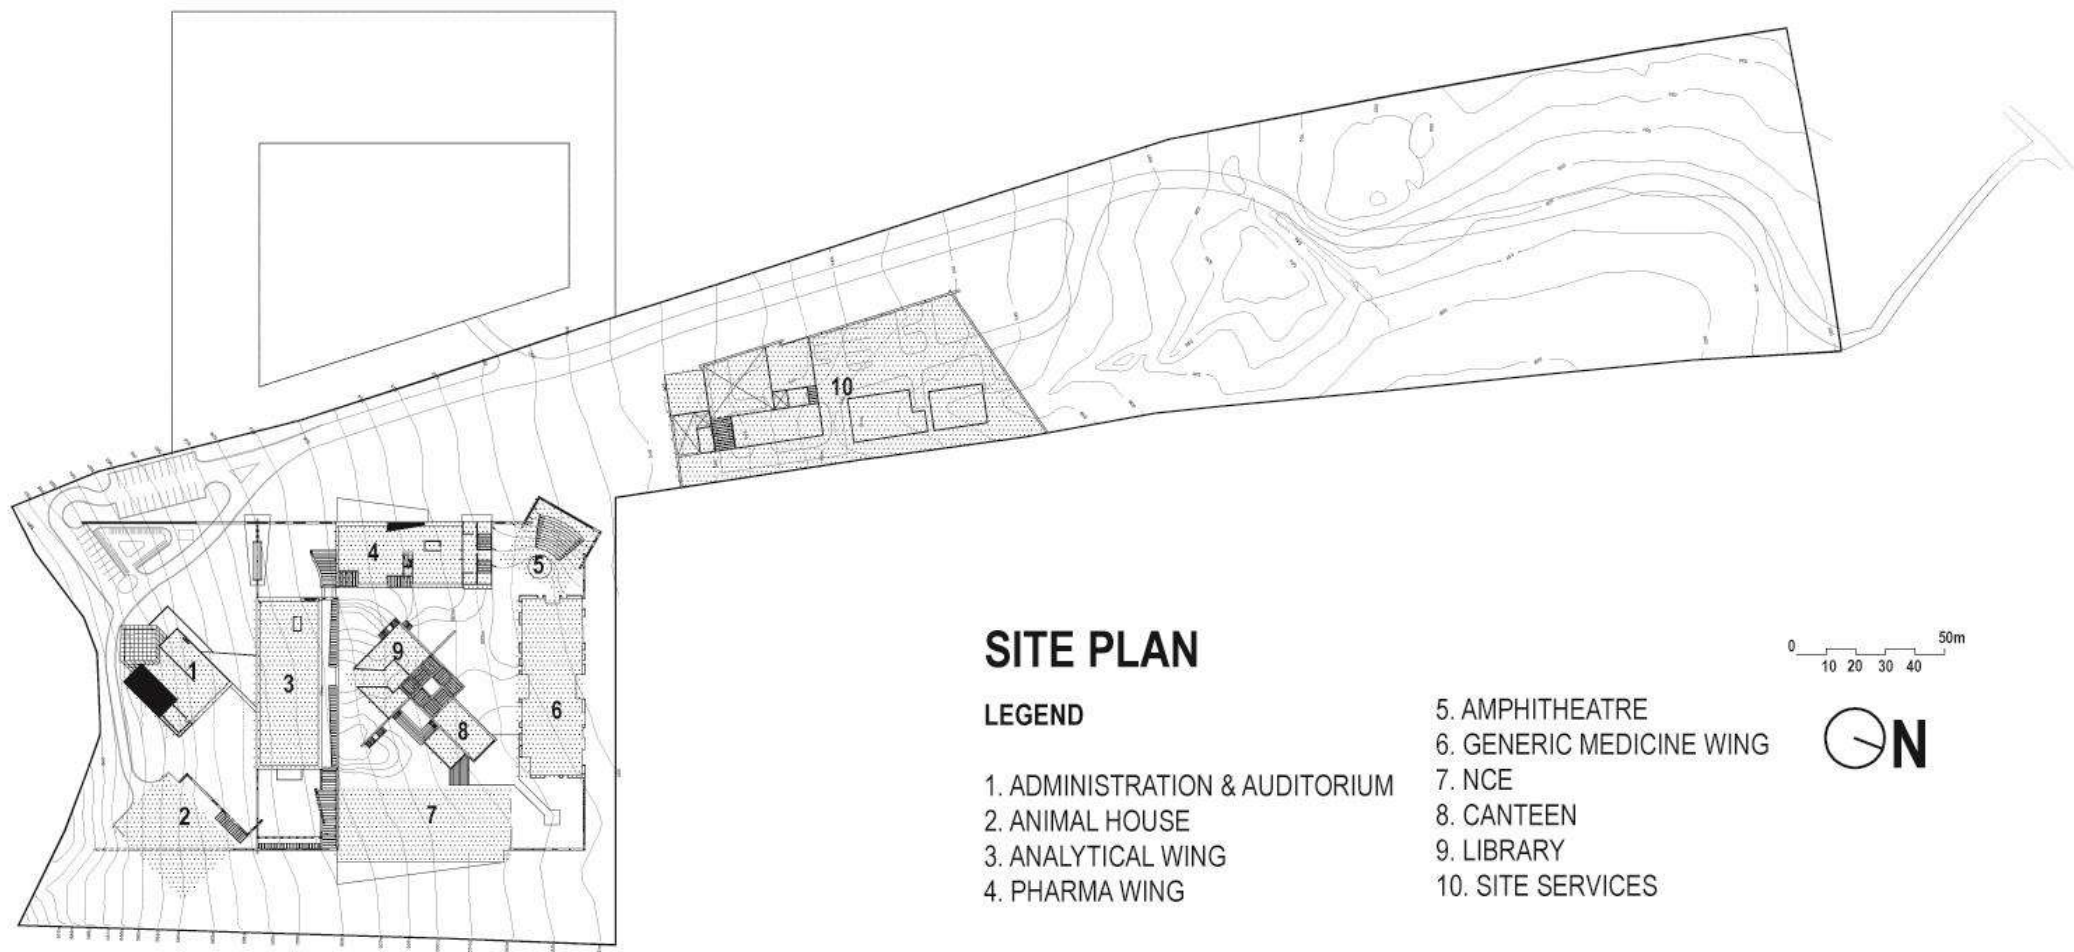 10
4
5
9
1
3
6
8
2
7
SITE PLAN
LEGEND
1. ADMINISTRATION & AUDITORIUM
2. ANIMAL HOUSE
3. ANALYTICAL WING
4. PHARMA WING
5. AMPHITHEATRE
6. GENERIC MEDICINE WING
7. NCE
8. CANTEEN
9. LIBRARY
10. SITE SERVICES
0 50m
10 20 30 40
N